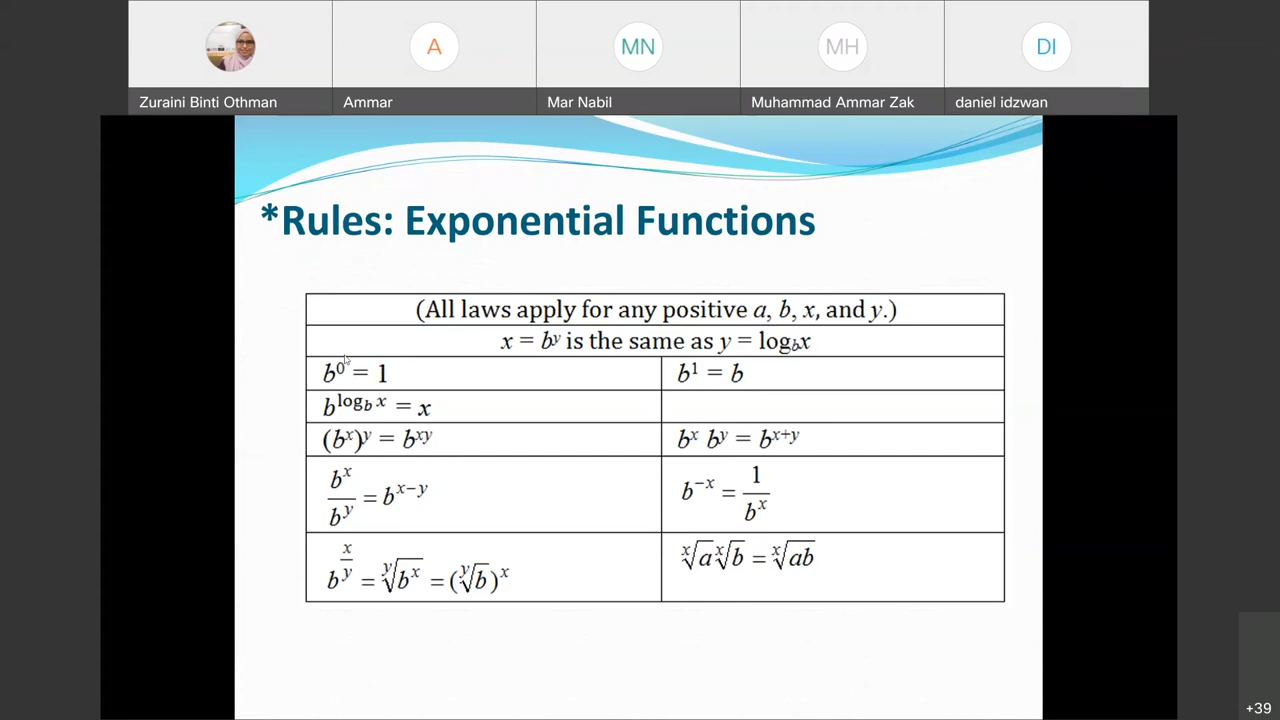 A
MN
MH
DI
Zuraini Binti Othman
Ammar
Mar Nabil
Muhammad Ammar Zak
daniel idzwan
*Rules: Exponential Functions
(All laws apply for any positive a, b, x, and y.)
x = b^y is the same as y = log_b x
b^0 = 1
b^1 = b
b^{log_b x} = x
(b^x)^y = b^{xy}
b^x b^y = b^{x+y}
b^x / b^y = b^{x−y}
b^{−x} = 1 / b^x
b^{x/y} = ʸ√(b^x) = (ʸ√b)^x
ˣ√a ˣ√b = ˣ√ab
+39